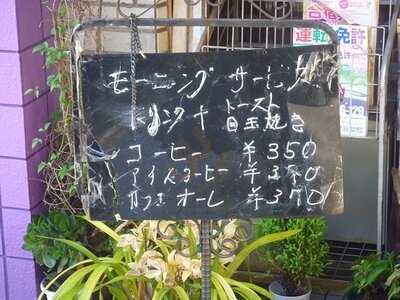 モーニング サービス
ドリンク+ トースト
目玉焼き
コーヒー ¥350
アイスコーヒー ¥370
カフェオーレ ¥370
運転免許